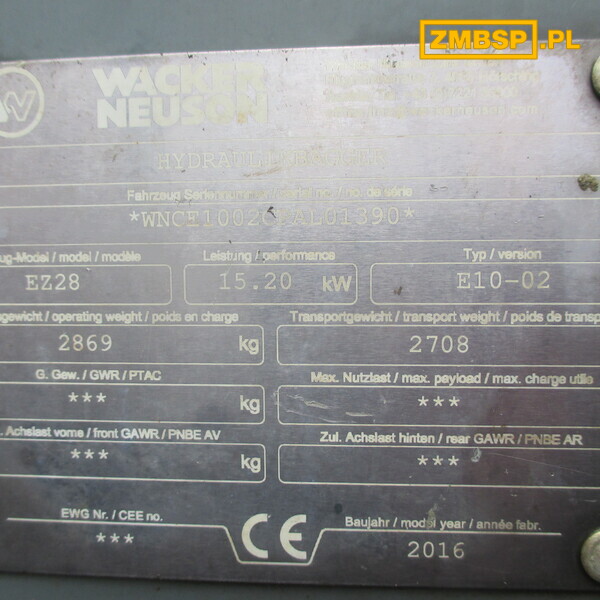 ZMBSP.PL
WACKER
NEUSON
HYDRAULIKBAGGER
Fahrzeug Seriennummer / serial no. / no. de série
ug-Model / model / modèle Leistung / performance Typ / version
EZ28 15.20 kW E10-02
gewicht / operating weight / poids en charge Transportgewicht / transport weight / poids de transp
2869 kg 2708
G. Gew. / GWR / PTAC Max. Nutzlast / max. payload / max. charge utile
*** kg ***
. Achslast vorne / front GAWR / PNBE AV Zul. Achslast hinten / rear GAWR / PNBE AR
*** kg ***
EWG Nr. / CEE no. CE Baujahr / model year / année fabr.
*** 2016